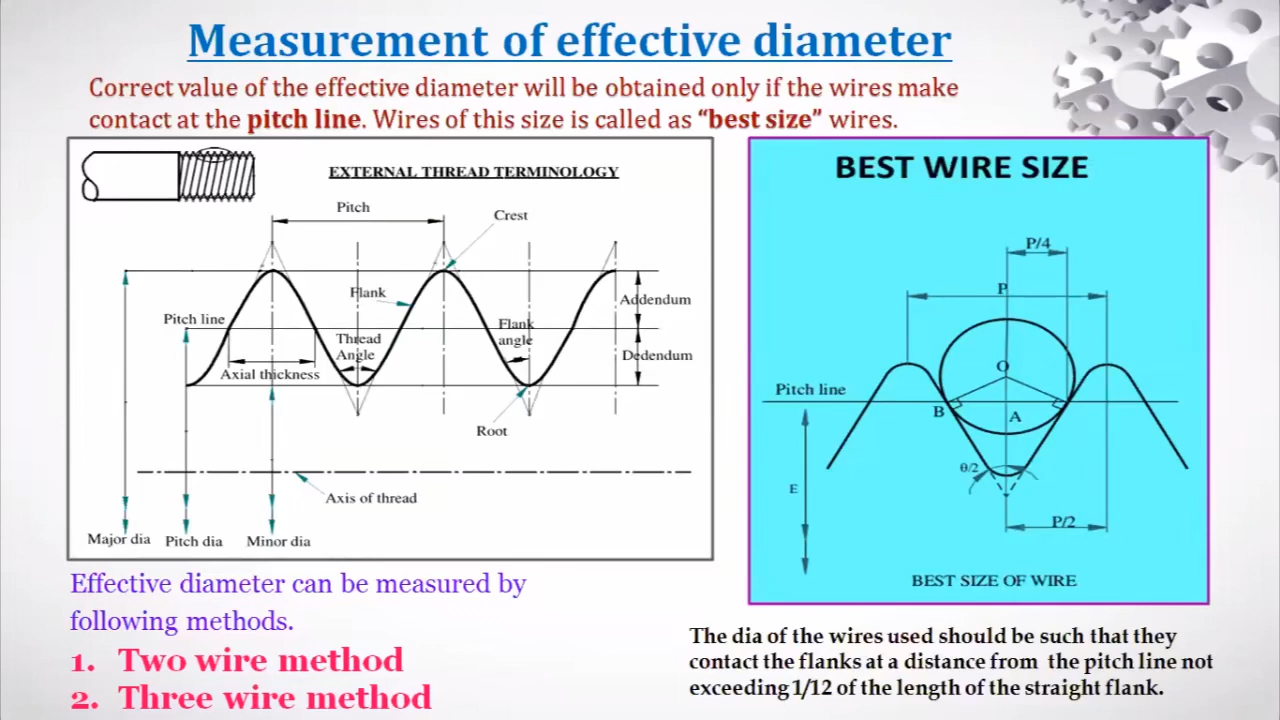 Measurement of effective diameter
Correct value of the effective diameter will be obtained only if the wires make
contact at the pitch line. Wires of this size is called as “best size” wires.
EXTERNAL THREAD TERMINOLOGY
Pitch
Crest
Flank
Addendum
Pitch line
Flank
angle
Thread
Angle
Dedendum
Axial thickness
Root
Axis of thread
Major dia
Pitch dia
Minor dia
BEST WIRE SIZE
P/4
P
O
Pitch line
B
A
θ/2
E
P/2
BEST SIZE OF WIRE
Effective diameter can be measured by
following methods.
1. Two wire method
2. Three wire method
The dia of the wires used should be such that they
contact the flanks at a distance from the pitch line not
exceeding 1/12 of the length of the straight flank.